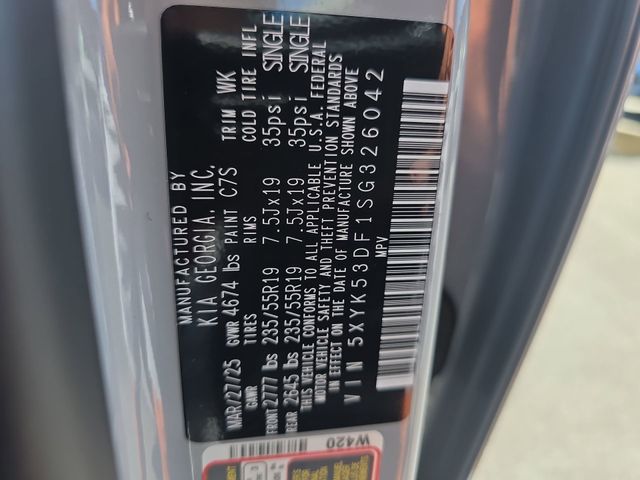 MANUFACTURED BY
KIA GEORGIA, INC.
MAR/27/25 GVWR 4674 lbs PAINT C7S TRIM WK
GAWR TIRES RIMS COLD TIRE INFL
FRONT 2777 lbs 235/55R19 7.5Jx19 35psi SINGLE
REAR 2645 lbs 235/55R19 7.5Jx19 35psi SINGLE
THIS VEHICLE CONFORMS TO ALL APPLICABLE U.S.A. FEDERAL
MOTOR VEHICLE SAFETY AND THEFT PREVENTION STANDARDS
IN EFFECT ON THE DATE OF MANUFACTURE SHOWN ABOVE
VIN 5XYK53DF1SG326042
MPV
W420